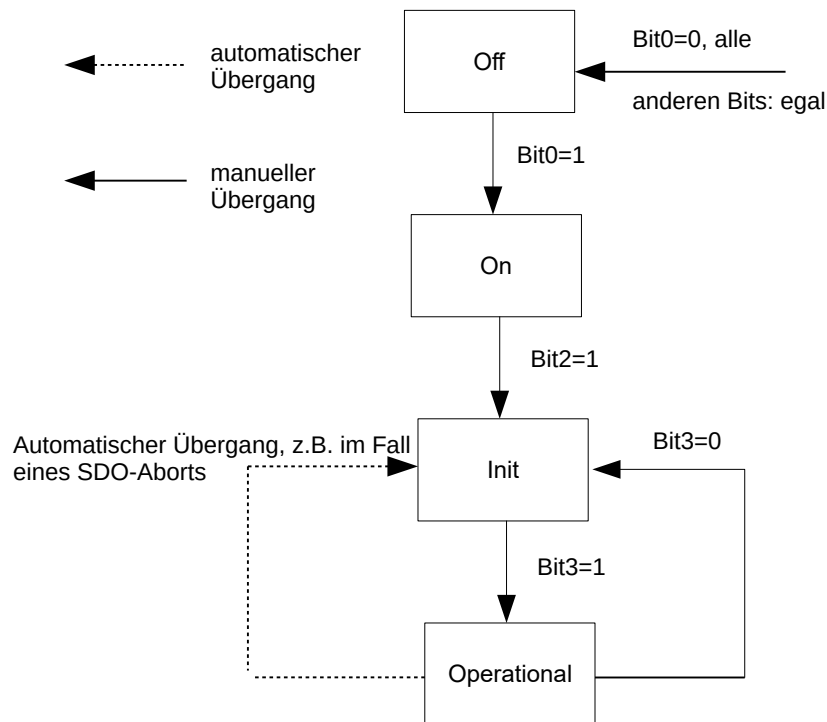 automatischer
Übergang
Off
Bit0=0, alle
anderen Bits: egal
Bit0=1
manueller
Übergang
On
Bit2=1
Automatischer Übergang, z.B. im Fall
eines SDO-Aborts
Init
Bit3=0
Bit3=1
Operational